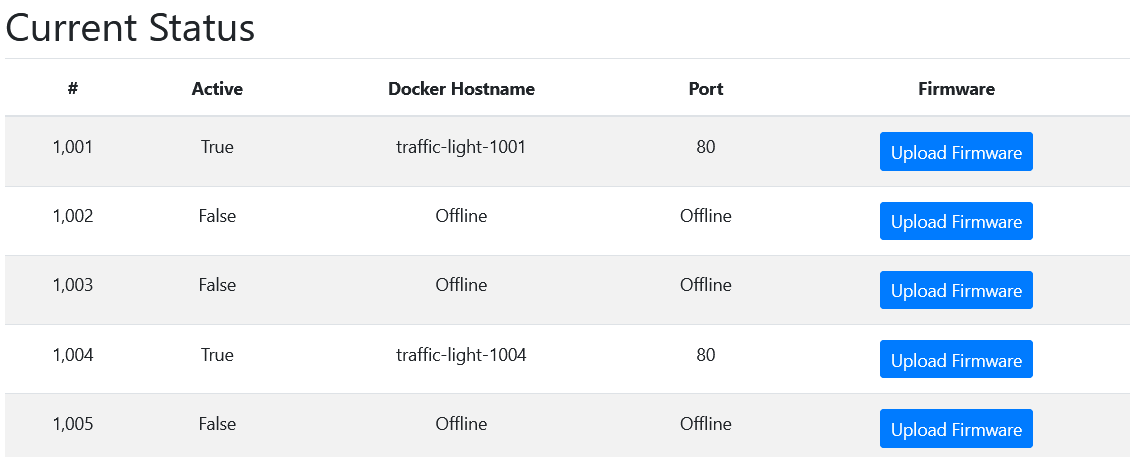 Current Status
# Active Docker Hostname Port Firmware
1,001 True traffic-light-1001 80 Upload Firmware
1,002 False Offline Offline Upload Firmware
1,003 False Offline Offline Upload Firmware
1,004 True traffic-light-1004 80 Upload Firmware
1,005 False Offline Offline Upload Firmware